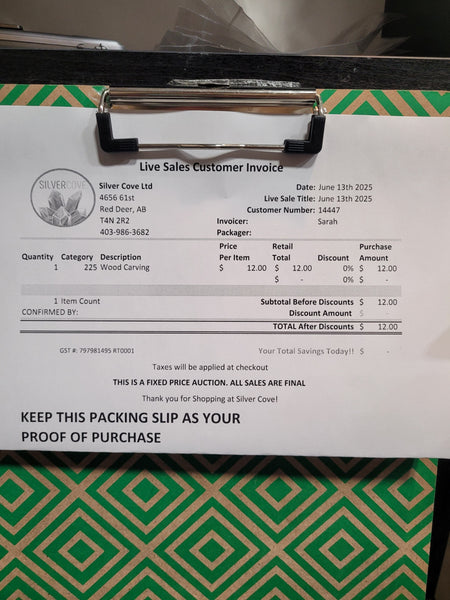 Live Sales Customer Invoice
SILVERCOVE
Silver Cove Ltd
4656 61st
Red Deer, AB
T4N 2R2
403-986-3682
Date: June 13th 2025
Live Sale Title: June 13th 2025
Customer Number: 14447
Invoicer: Sarah
Packager:
Quantity Category Description Price Per Item Retail Total Discount Purchase Amount
1 225 Wood Carving $ 12.00 $ 12.00 0% $ 12.00
$ - 0% $ -
1 Item Count Subtotal Before Discounts $ 12.00
CONFIRMED BY: Discount Amount $ -
TOTAL After Discounts $ 12.00
GST #: 797981495 RT0001 Your Total Savings Today!! $ -
Taxes will be applied at checkout
THIS IS A FIXED PRICE AUCTION. ALL SALES ARE FINAL
Thank you for Shopping at Silver Cove!
KEEP THIS PACKING SLIP AS YOUR
PROOF OF PURCHASE